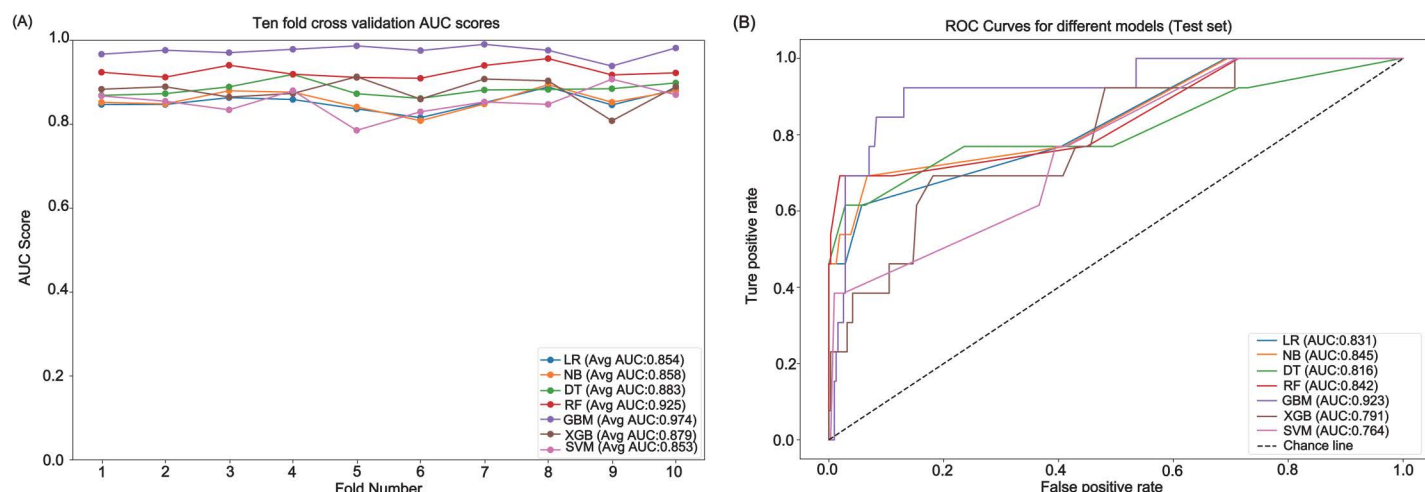 (A)
Ten fold cross validation AUC scores
1.0
0.8
0.6
0.4
0.2
0.0
AUC Score
1 2 3 4 5 6 7 8 9 10
Fold Number
LR (Avg AUC:0.854)
NB (Avg AUC:0.858)
DT (Avg AUC:0.883)
RF (Avg AUC:0.925)
GBM (Avg AUC:0.974)
XGB (Avg AUC:0.879)
SVM (Avg AUC:0.853)
(B)
ROC Curves for different models (Test set)
1.0
0.8
0.6
0.4
0.2
0.0
Ture positive rate
0.0 0.2 0.4 0.6 0.8 1.0
False positive rate
LR (AUC:0.831)
NB (AUC:0.845)
DT (AUC:0.816)
RF (AUC:0.842)
GBM (AUC:0.923)
XGB (AUC:0.791)
SVM (AUC:0.764)
Chance line